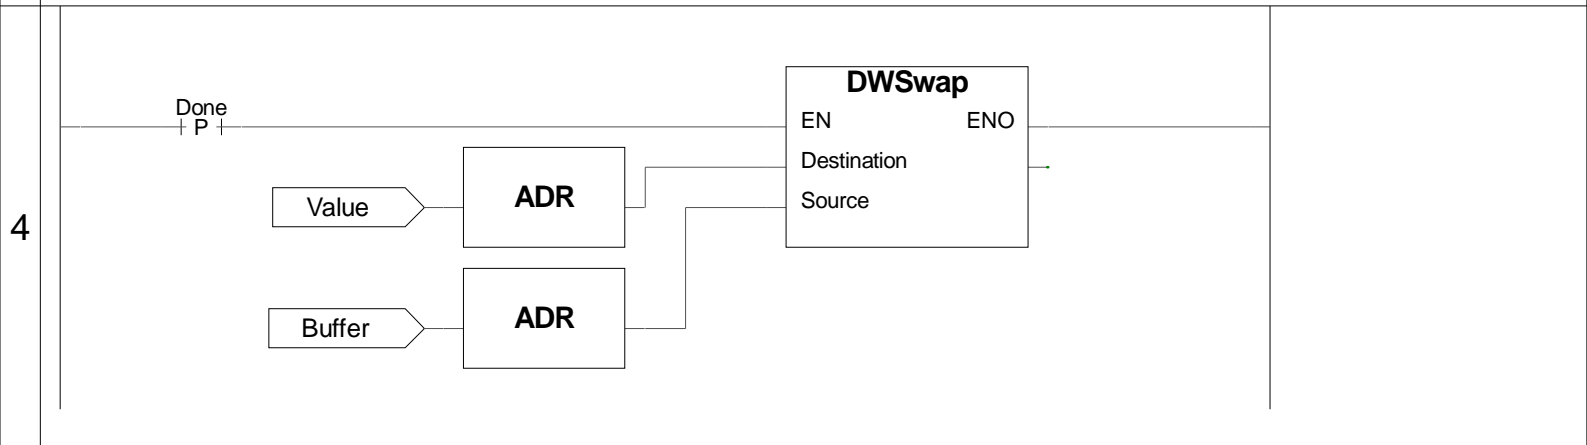 DWSwap
Done
P
EN ENO
Destination
Value
ADR
Source
4
Buffer
ADR